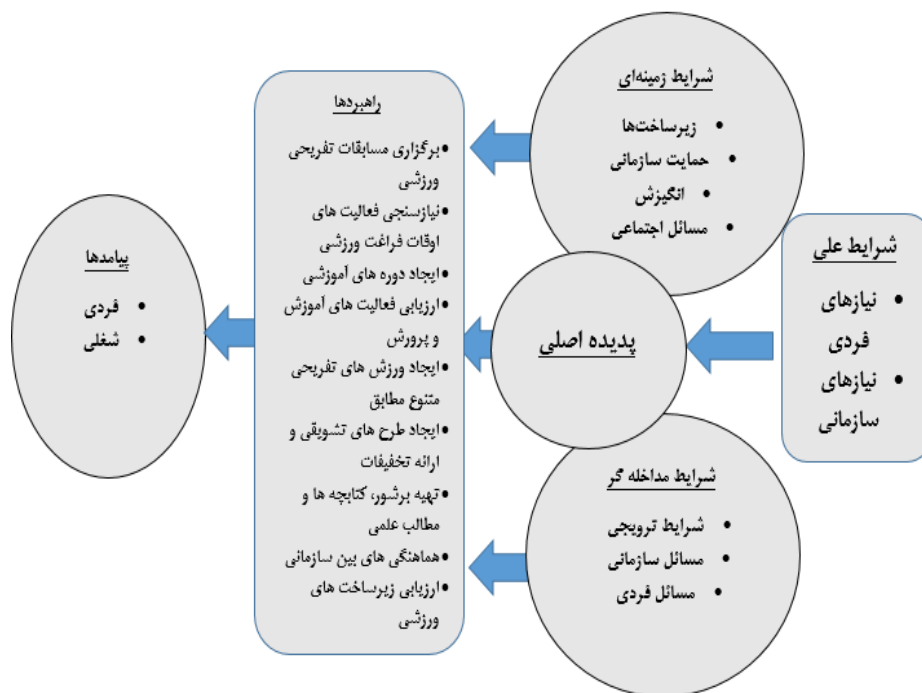 شرایط زمینه‌ای
• زیرساخت‌ها
• حمایت سازمانی
• انگیزش
• مسائل اجتماعی
شرایط علی
• نیازهای
فردی
• نیازهای
سازمانی
پدیده اصلی
شرایط مداخله گر
• شرایط ترویجی
• مسائل سازمانی
• مسائل فردی
راهبردها
•برگزاری مسابقات تفریحی
ورزشی
•نیازسنجی فعالیت های
اوقات فراغت ورزشی
•ایجاد دوره های آموزشی
•ارزیابی فعالیت های آموزش
و پرورش
•ایجاد ورزش های تفریحی
متنوع مطابق
•ایجاد طرح های تشویقی و
ارائه تخفیفات
•تهیه برشور، کتابچه ها و
مطالب علمی
•هماهنگی های بین سازمانی
•ارزیابی زیرساخت های
ورزشی
پیامدها
• فردی
• شغلی